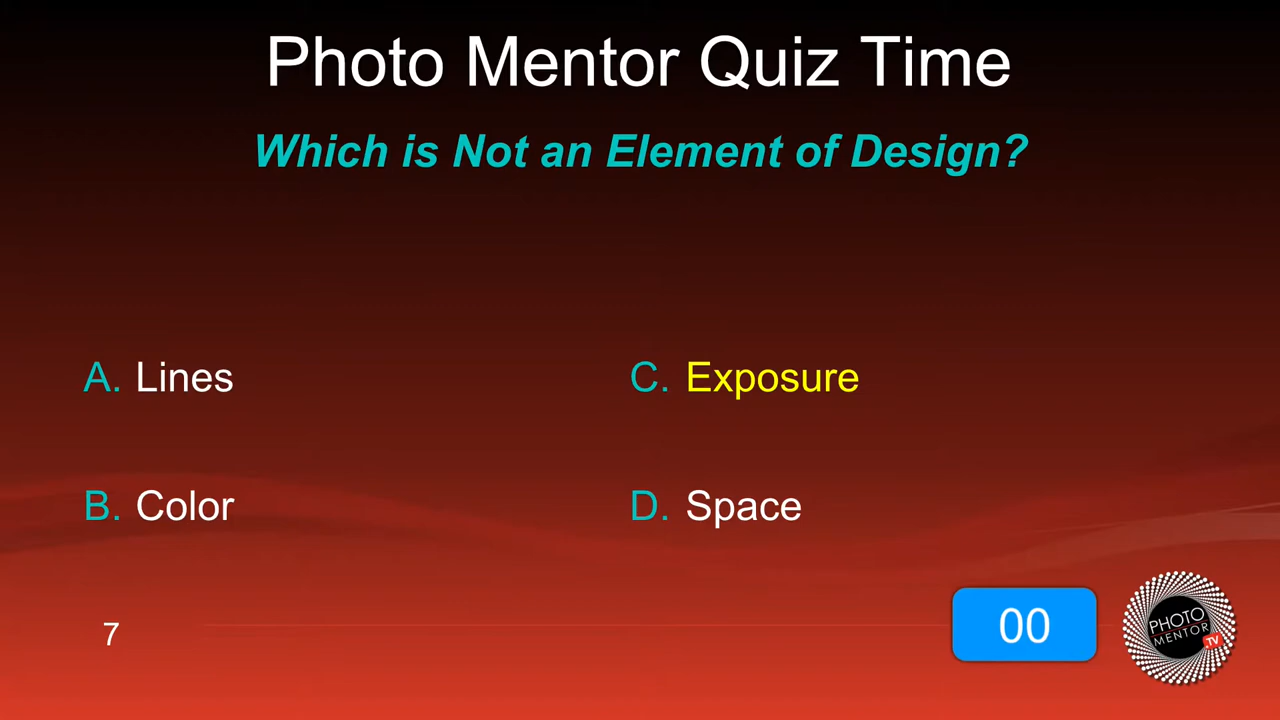 Photo Mentor Quiz Time
Which is Not an Element of Design?
A. Lines
C. Exposure
B. Color
D. Space
7
00
PHOTO
MENTOR
TV